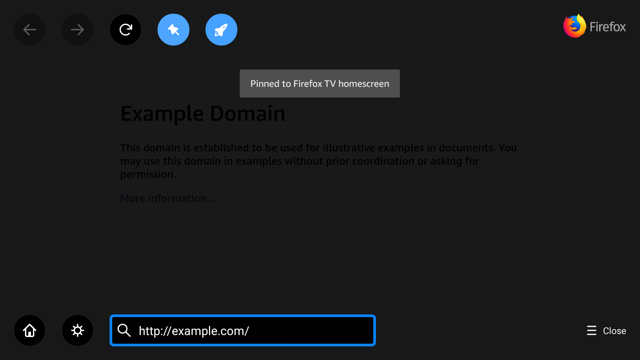 Firefox
Pinned to Firefox TV homescreen
Example Domain
This domain is established to be used for illustrative examples in documents. You
may use this domain in examples without prior coordination or asking for
permission.
More information...
http://example.com/
Close